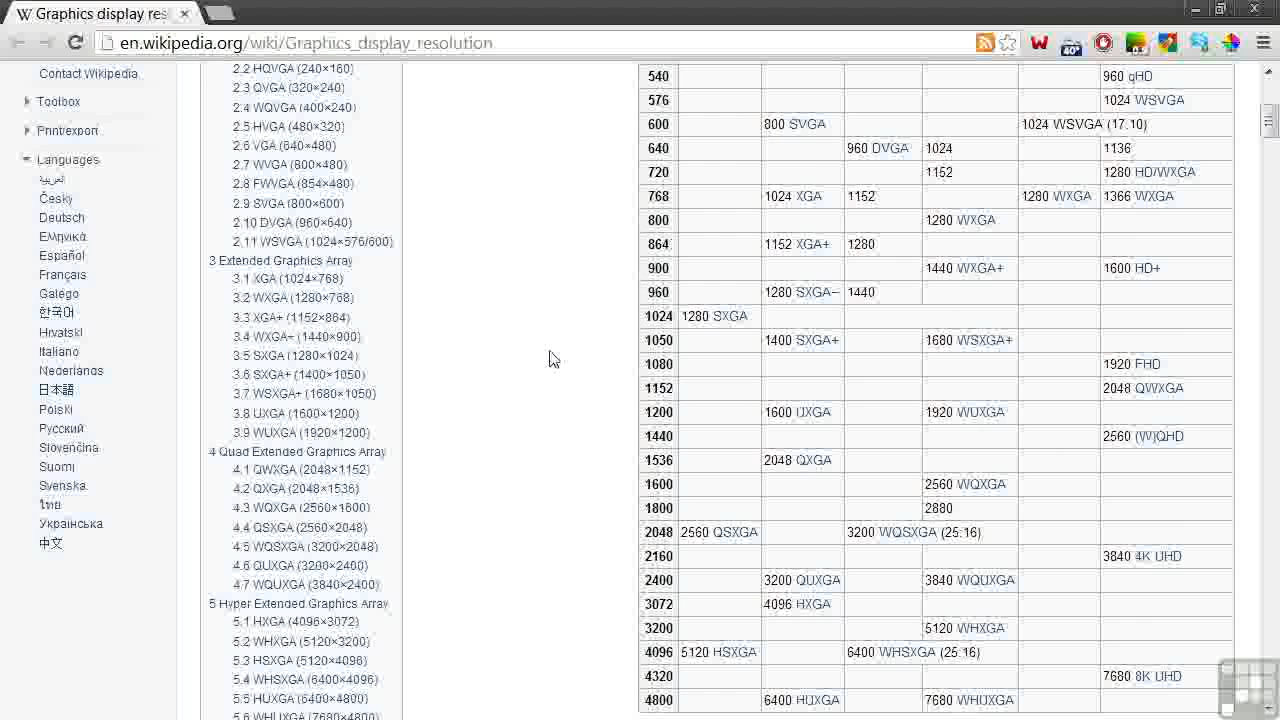 W Graphics display res
en.wikipedia.org/wiki/Graphics_display_resolution
40°
Contact Wikipedia
Toolbox
Print/export
Languages
العربية
Česky
Deutsch
Ελληνικά
Español
Français
Galego
한국어
Hrvatski
Italiano
Nederlands
日本語
Polski
Русский
Slovenčina
Suomi
Svenska
ไทย
Українська
中文
2.2 HQVGA (240×160)
2.3 QVGA (320×240)
2.4 WQVGA (400×240)
2.5 HVGA (480×320)
2.6 VGA (640×480)
2.7 WVGA (800×480)
2.8 FWVGA (854×480)
2.9 SVGA (800×600)
2.10 DVGA (960×640)
2.11 WSVGA (1024×576/600)
3 Extended Graphics Array
3.1 XGA (1024×768)
3.2 WXGA (1280×768)
3.3 XGA+ (1152×864)
3.4 WXGA+ (1440×900)
3.5 SXGA (1280×1024)
3.6 SXGA+ (1400×1050)
3.7 WSXGA+ (1680×1050)
3.8 UXGA (1600×1200)
3.9 WUXGA (1920×1200)
4 Quad Extended Graphics Array
4.1 QWXGA (2048×1152)
4.2 QXGA (2048×1536)
4.3 WQXGA (2560×1600)
4.4 QSXGA (2560×2048)
4.5 WQSXGA (3200×2048)
4.6 QUXGA (3200×2400)
4.7 WQUXGA (3840×2400)
5 Hyper Extended Graphics Array
5.1 HXGA (4096×3072)
5.2 WHXGA (5120×3200)
5.3 HSXGA (5120×4096)
5.4 WHSXGA (6400×4096)
5.5 HUXGA (6400×4800)
5.6 WHUXGA (7680×4800)
540 960 qHD
576 1024 WSVGA
600 800 SVGA 1024 WSVGA (17:10)
640 960 DVGA 1024 1136
720 1152 1280 HD/WXGA
768 1024 XGA 1152 1280 WXGA 1366 WXGA
800 1280 WXGA
864 1152 XGA+ 1280
900 1440 WXGA+ 1600 HD+
960 1280 SXGA− 1440
1024 1280 SXGA
1050 1400 SXGA+ 1680 WSXGA+
1080 1920 FHD
1152 2048 QWXGA
1200 1600 UXGA 1920 WUXGA
1440 2560 (W)QHD
1536 2048 QXGA
1600 2560 WQXGA
1800 2880
2048 2560 QSXGA 3200 WQSXGA (25:16)
2160 3840 4K UHD
2400 3200 QUXGA 3840 WQUXGA
3072 4096 HXGA
3200 5120 WHXGA
4096 5120 HSXGA 6400 WHSXGA (25:16)
4320 7680 8K UHD
4800 6400 HUXGA 7680 WHUXGA